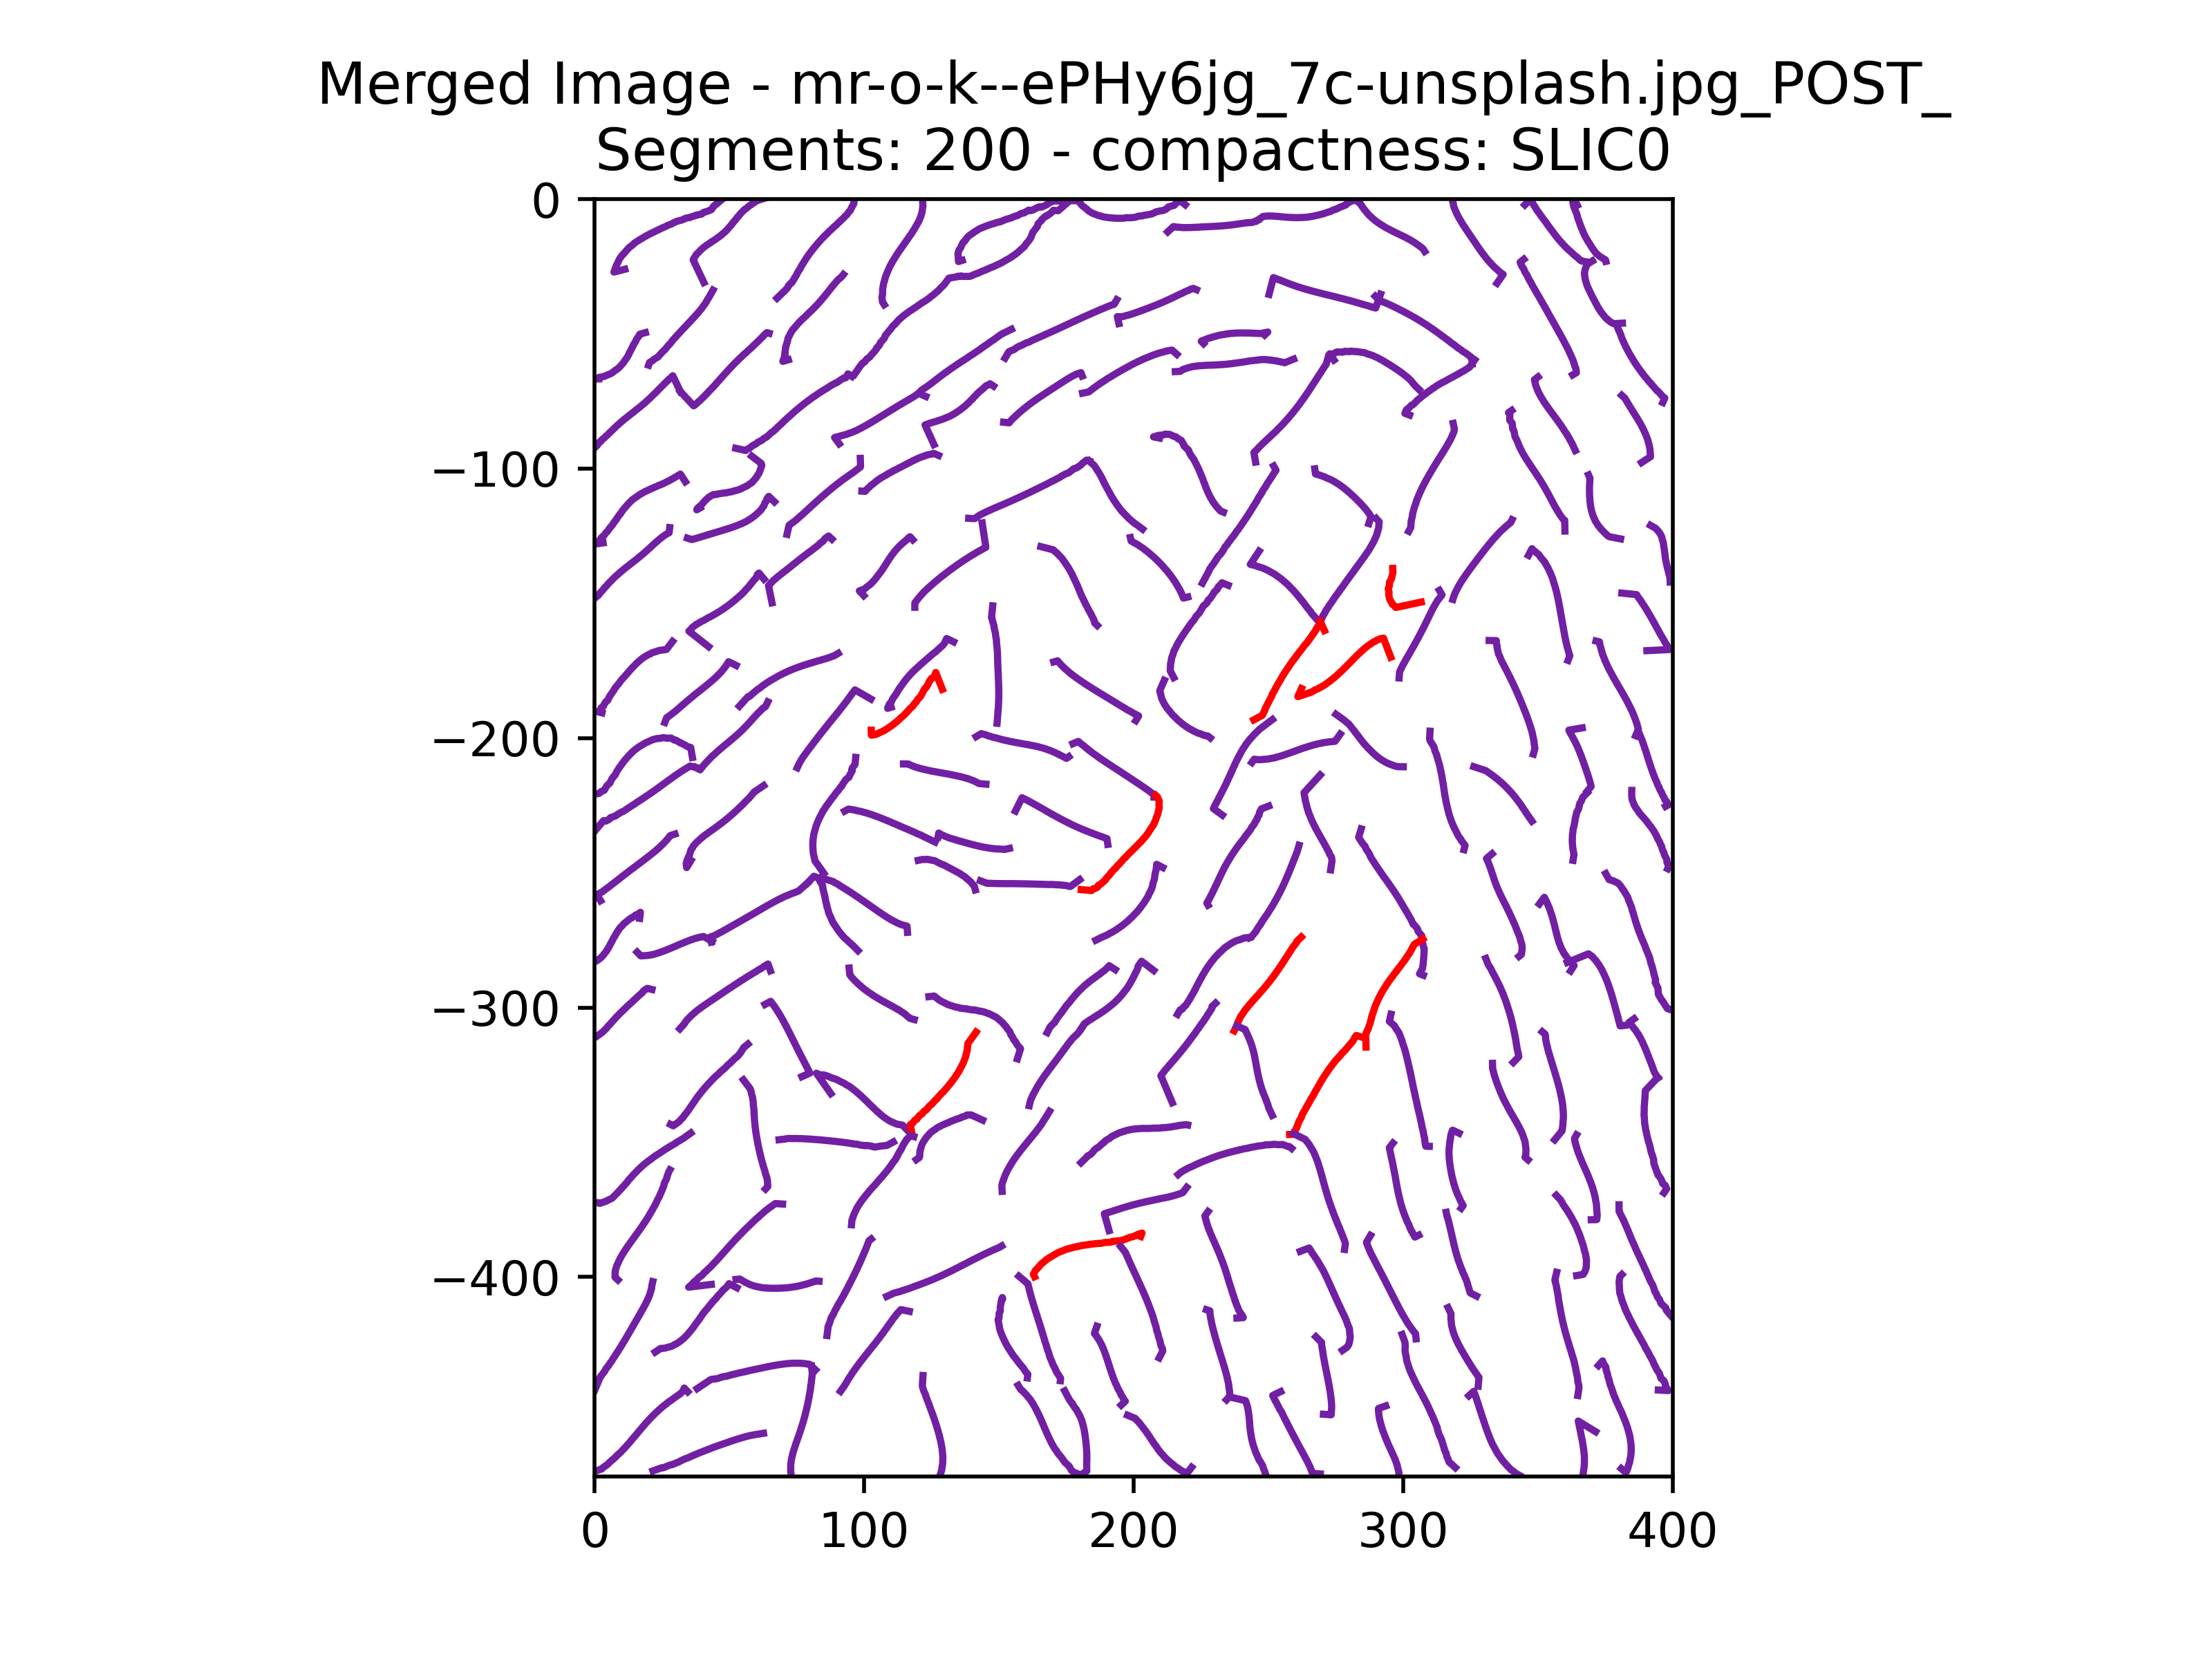 Merged Image - mr-o-k--ePHy6jg_7c-unsplash.jpg_POST_
Segments: 200 - compactness: SLIC0
0
−100
−200
−300
−400
0 100 200 300 400